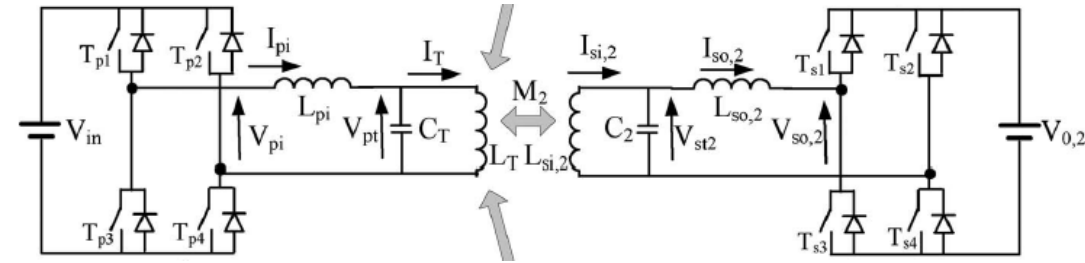 T_p1
T_p2
I_pi
I_T
I_si,2
I_so,2
T_s1
T_s2
V_in
V_pi
L_pi
V_pt
C_T
M_2
L_T
L_si,2
C_2
V_st2
L_so,2
V_so,2
V_0,2
T_p3
T_p4
T_s3
T_s4